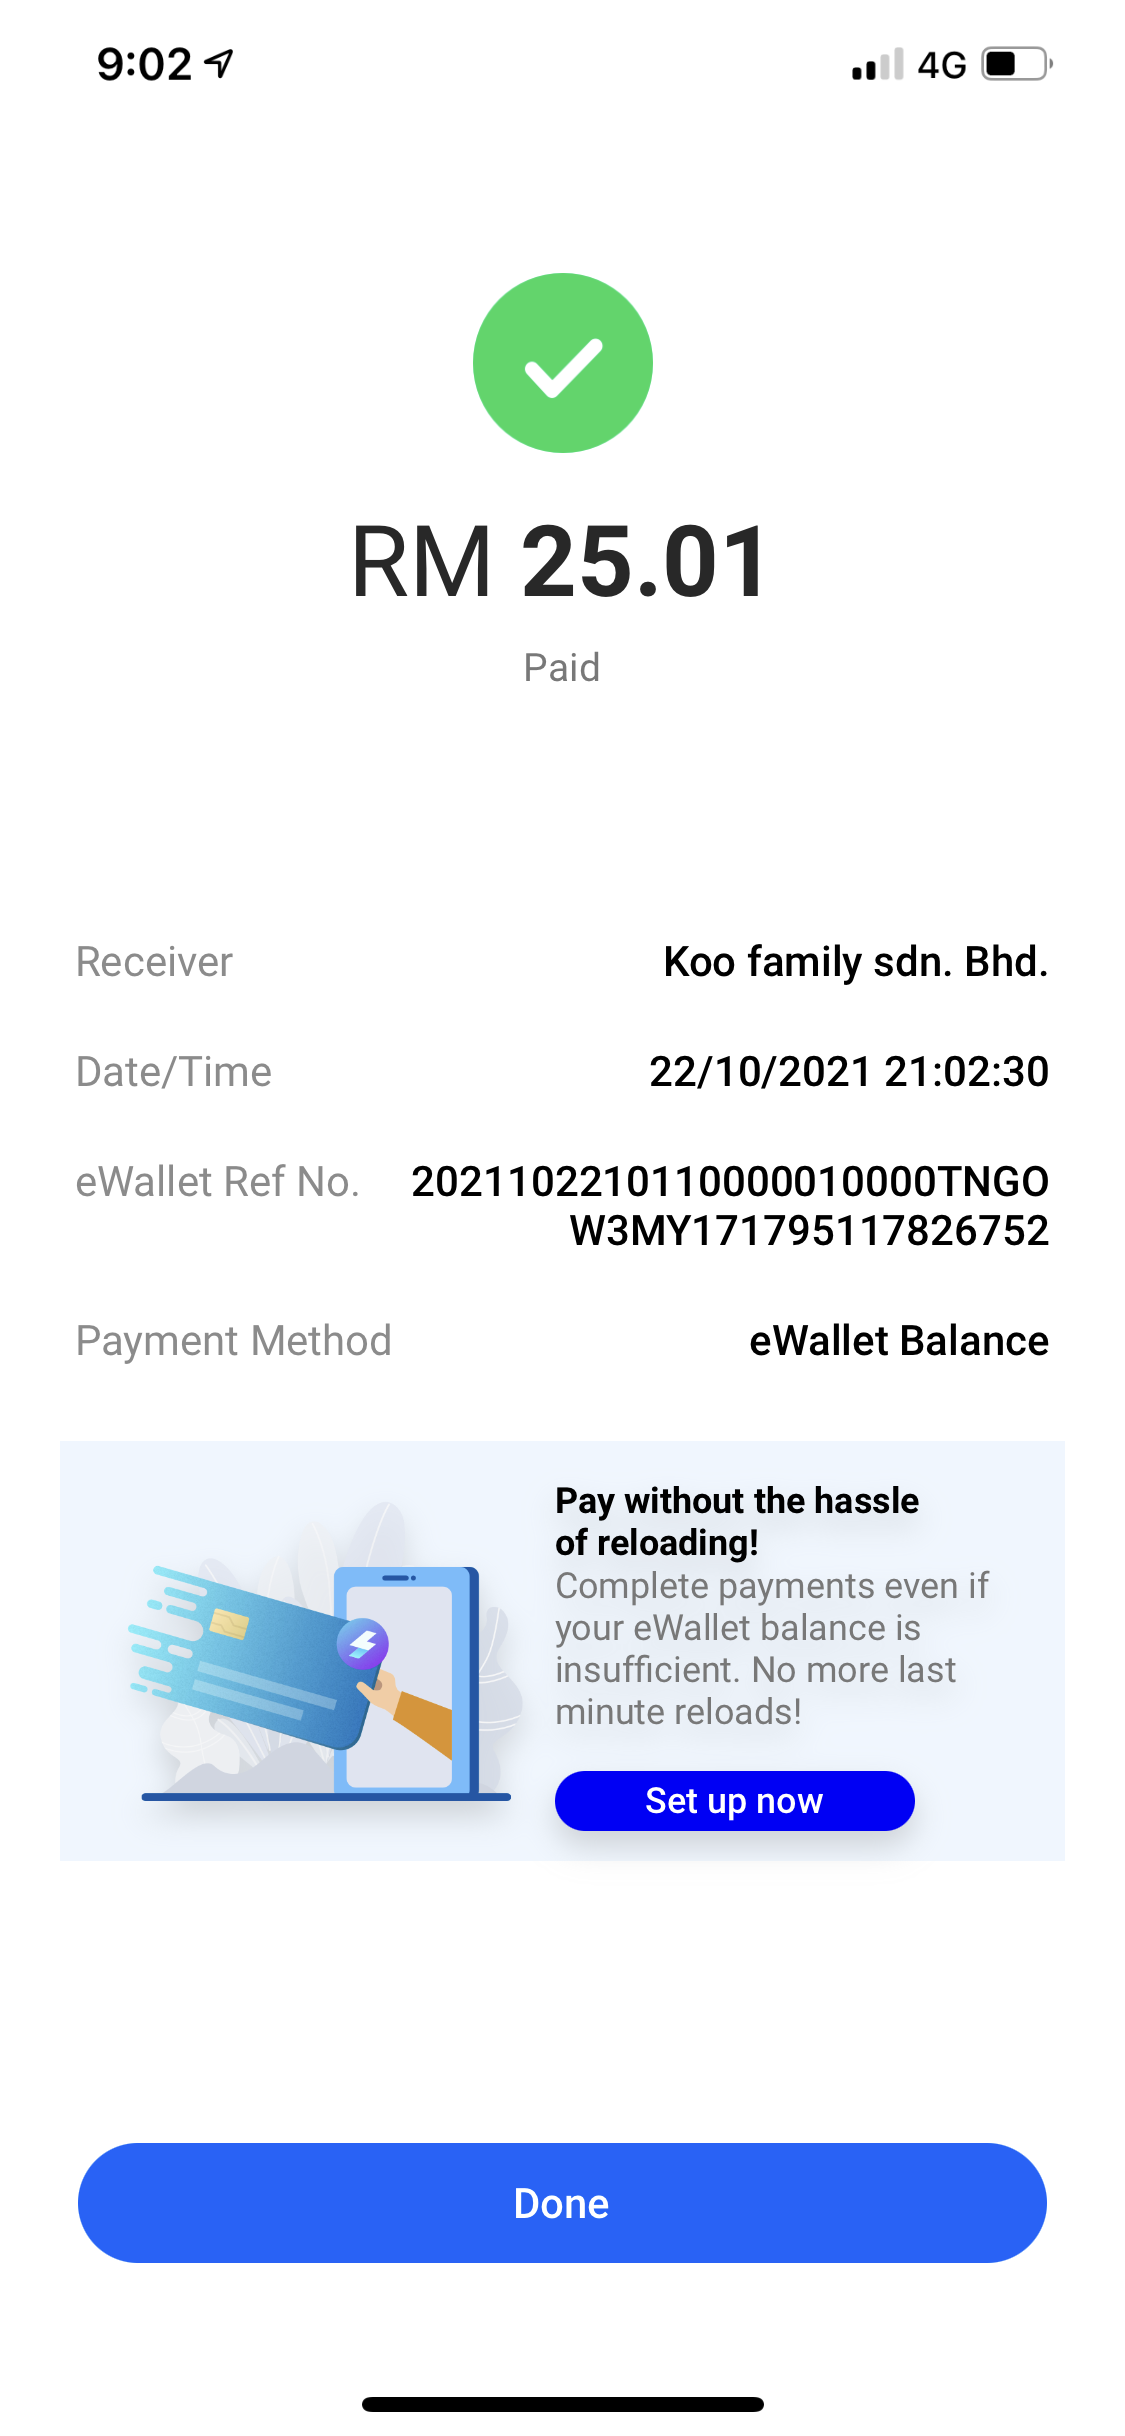 9:02
4G
RM 25.01
Paid
Receiver
Koo family sdn. Bhd.
Date/Time
22/10/2021 21:02:30
eWallet Ref No.
20211022101110000010000TNGO
W3MY171795117826752
Payment Method
eWallet Balance
Pay without the hassle
of reloading!
Complete payments even if
your eWallet balance is
insufficient. No more last
minute reloads!
Set up now
Done